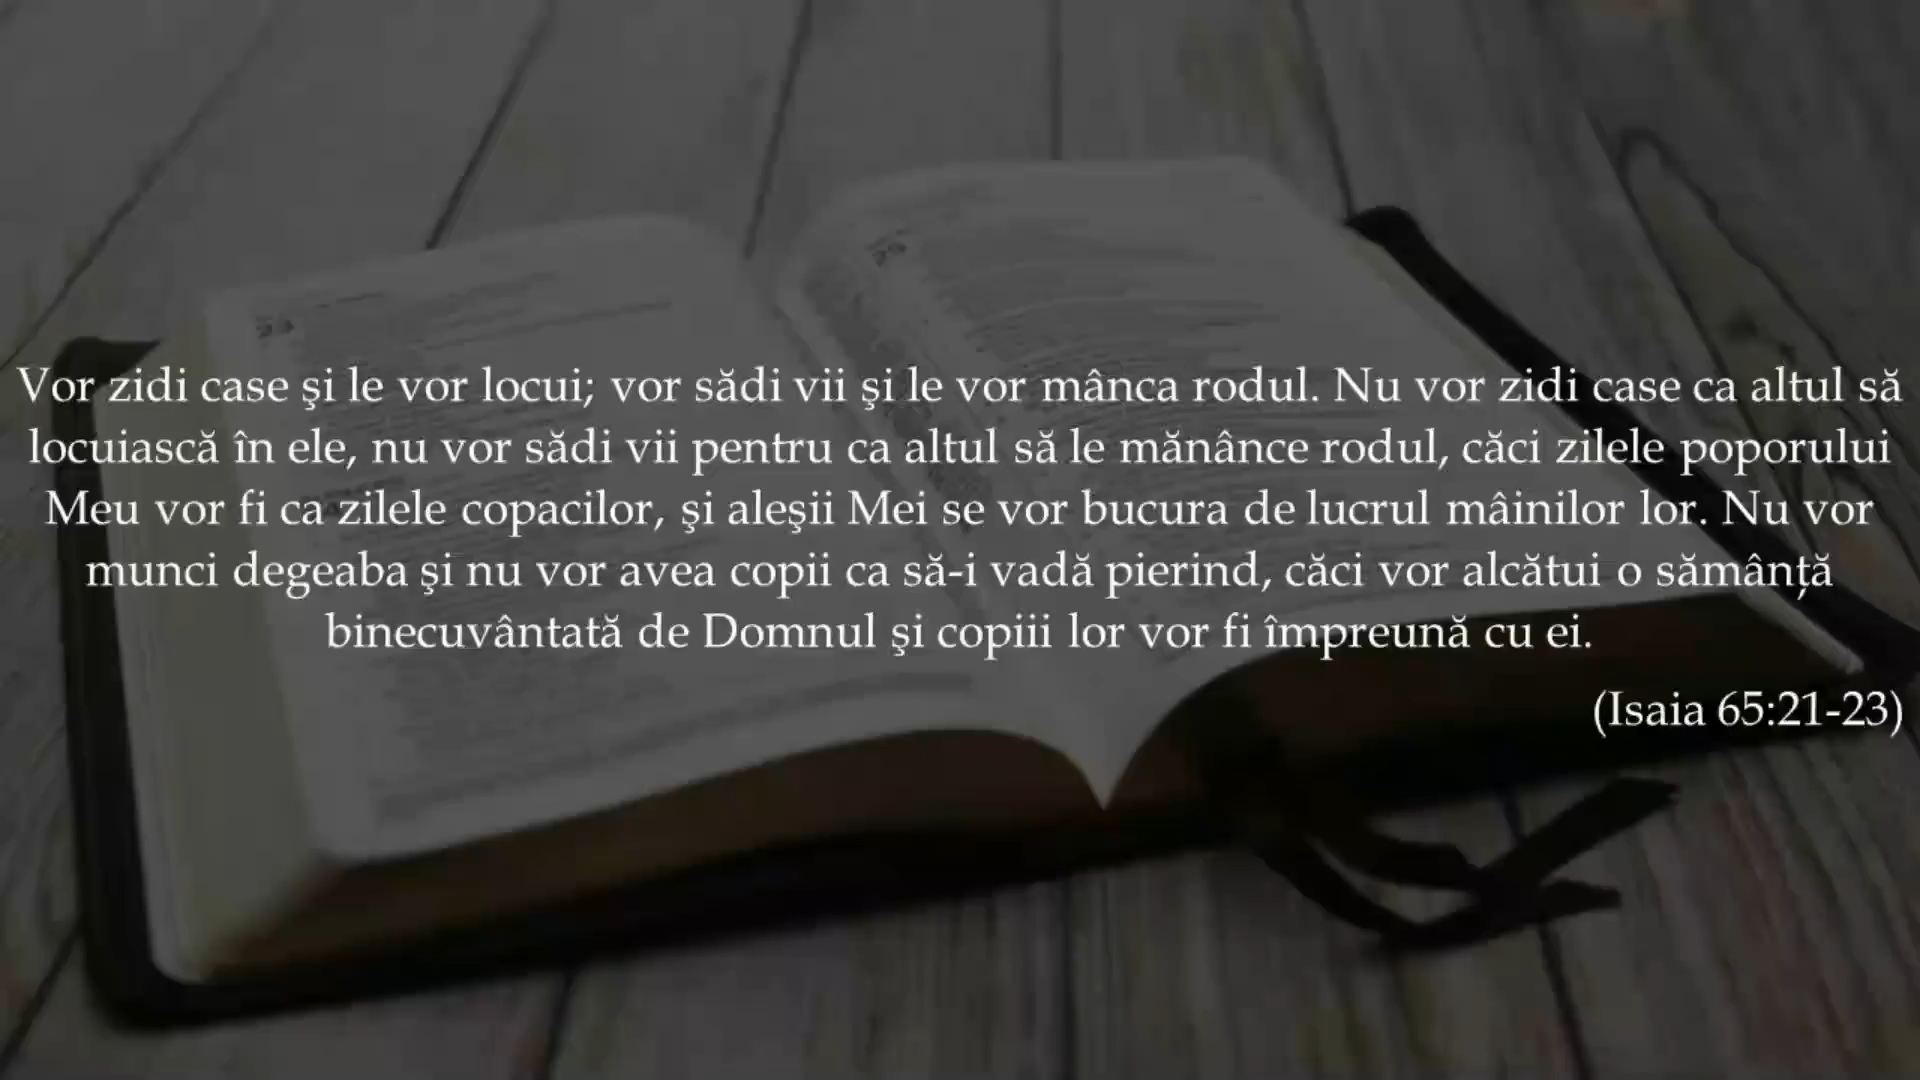 Vor zidi case şi le vor locui; vor sădi vii şi le vor mânca rodul. Nu vor zidi case ca altul să
locuiască în ele, nu vor sădi vii pentru ca altul să le mănânce rodul, căci zilele poporului
Meu vor fi ca zilele copacilor, şi aleşii Mei se vor bucura de lucrul mâinilor lor. Nu vor
munci degeaba şi nu vor avea copii ca să-i vadă pierind, căci vor alcătui o sămânță
binecuvântată de Domnul şi copiii lor vor fi împreună cu ei.
(Isaia 65:21-23)